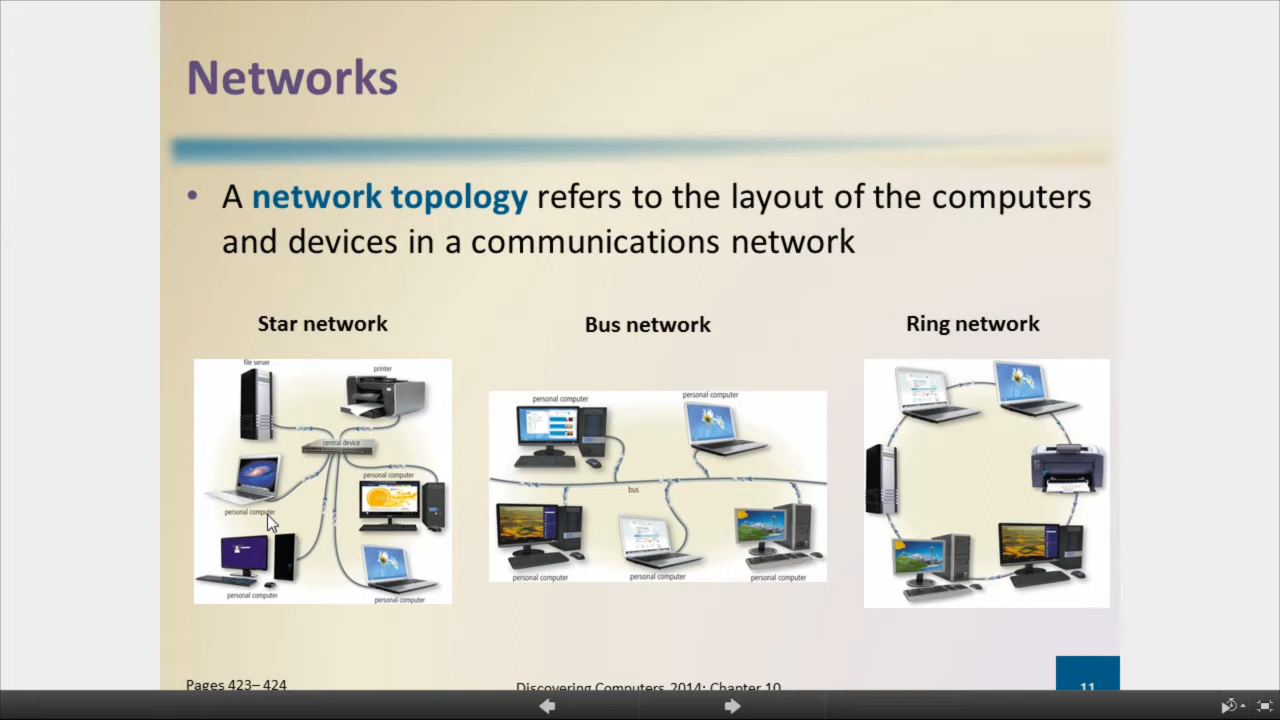 Networks
• A network topology refers to the layout of the computers
and devices in a communications network
Star network
Bus network
Ring network
file server
printer
central device
personal computer
personal computer
personal computer
personal computer
personal computer
personal computer
bus
personal computer
personal computer
personal computer
Pages 423–424
Discovering Computers 2014: Chapter 10
11